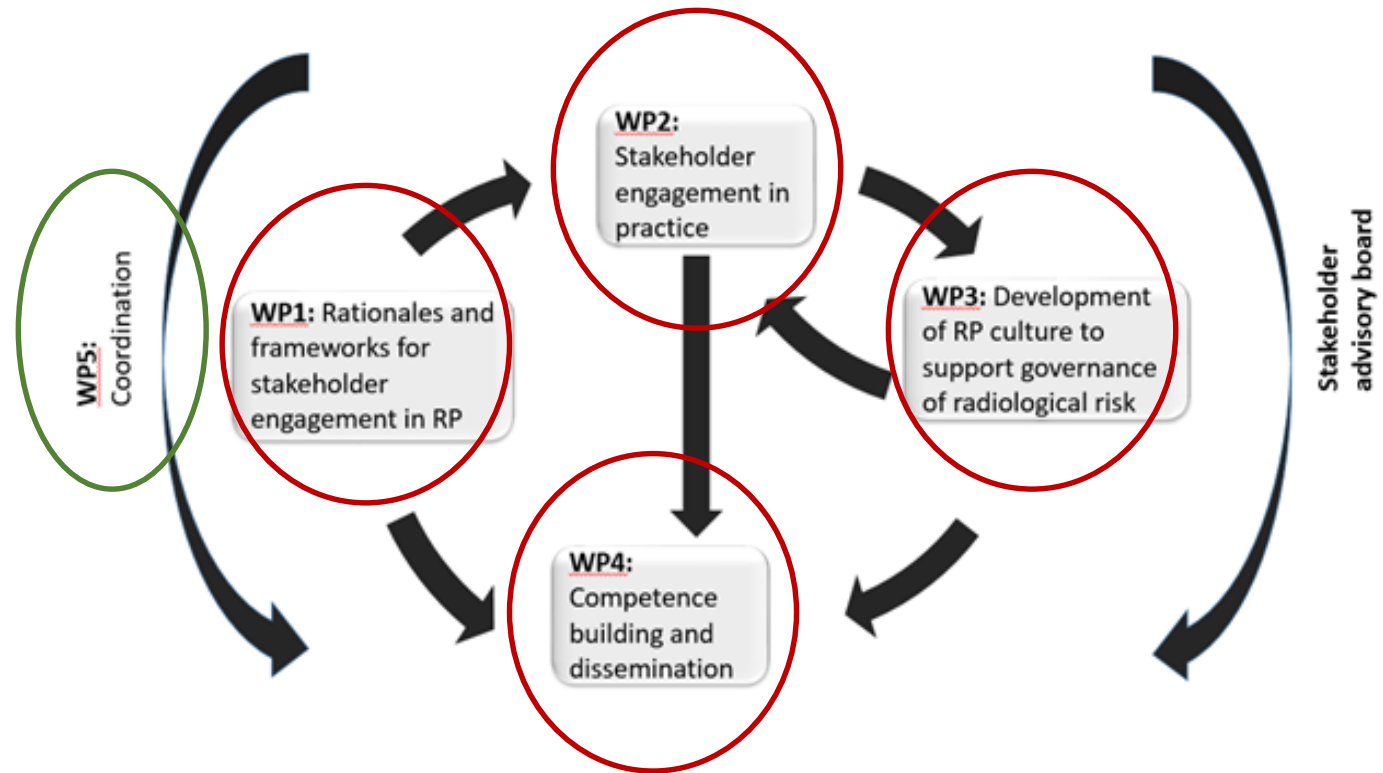 WP2:
Stakeholder
engagement in
practice
WP1: Rationales and
frameworks for
stakeholder
engagement in RP
WP3: Development
of RP culture to
support governance
of radiological risk
WP4:
Competence
building and
dissemination
WP5:
Coordination
Stakeholder
advisory board